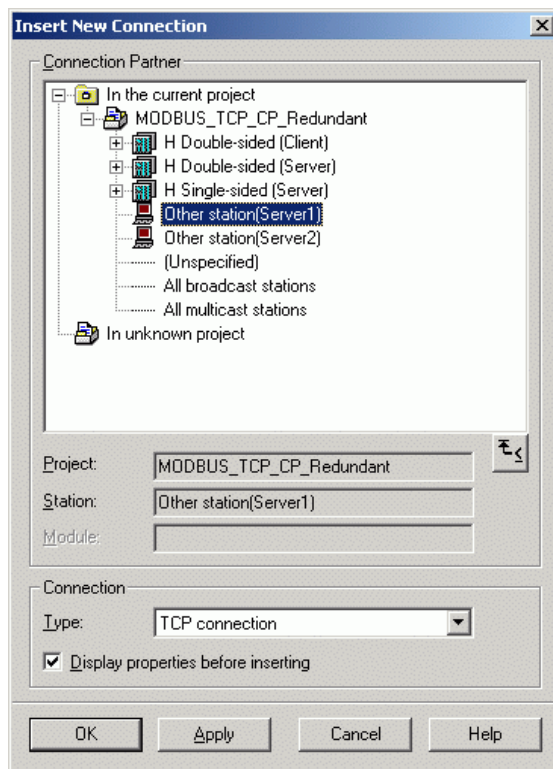 Insert New Connection
Connection Partner
In the current project
MODBUS_TCP_CP_Redundant
H Double-sided (Client)
H Double-sided (Server)
H Single-sided (Server)
Other station(Server1)
Other station(Server2)
(Unspecified)
All broadcast stations
All multicast stations
In unknown project
Project: MODBUS_TCP_CP_Redundant
Station: Other station(Server1)
Module:
Connection
Type: TCP connection
Display properties before inserting
OK Apply Cancel Help